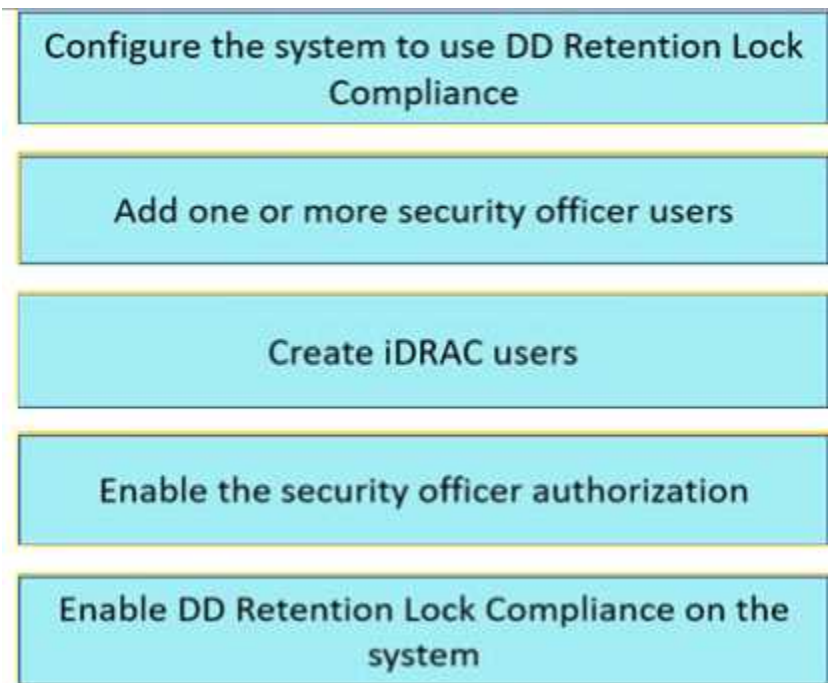 Configure the system to use DD Retention Lock
Compliance
Add one or more security officer users
Create iDRAC users
Enable the security officer authorization
Enable DD Retention Lock Compliance on the
system